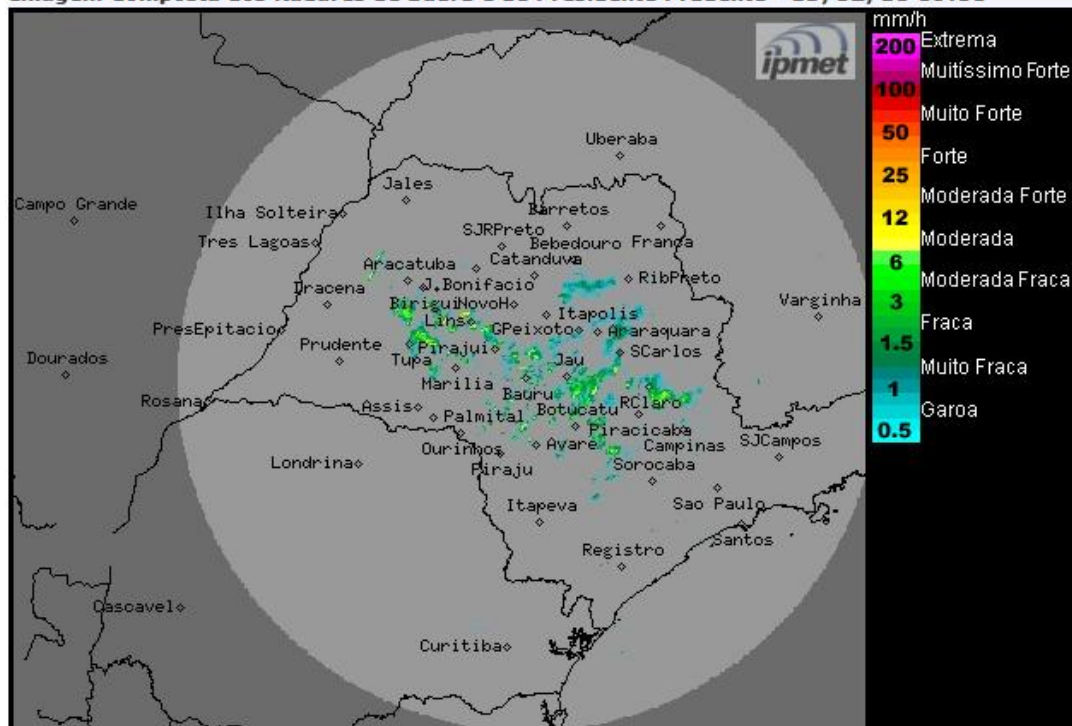 mm/h
200 Extrema
Muitíssimo Forte
100
Muito Forte
50
Forte
25
Moderada Forte
12
Moderada
6
Moderada Fraca
3
Fraca
1.5
Muito Fraca
1
Garoa
0.5
ipmet
Uberaba
Jales
Campo Grande
Ilha Solteira
Barretos
SJRPreto
Tres Lagoas
Bebedouro
Franca
Catanduva
Aracatuba
RibPreto
J.Bonifacio
Dracena
Birigui
NovoH
Varginha
Itapolis
Lins
PresEpitacio
GPeixoto
Araraquara
Prudente
Pirajui
SCarlos
Dourados
Tupa
Jau
Marilia
Bauru
Rosana
Assis
Botucatu
RClaro
Palmital
Piracicaba
SJCampos
Ourinhos
Avare
Campinas
Londrina
Piraju
Sorocaba
Itapeva
Sao Paulo
Santos
Registro
Cascavel
Curitiba